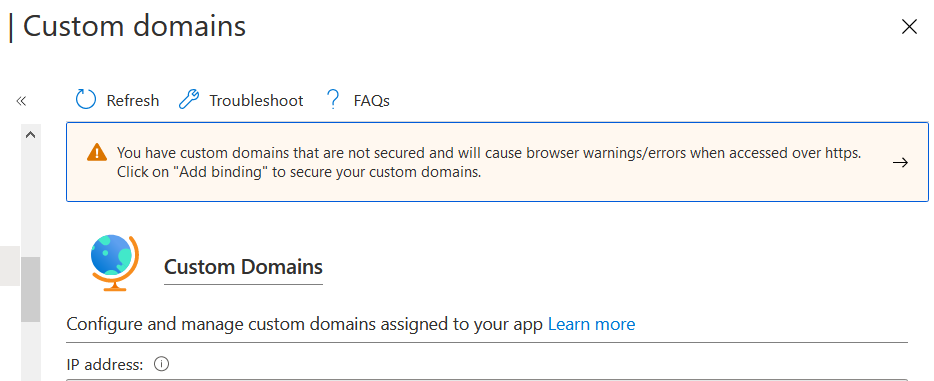 | Custom domains
Refresh Troubleshoot FAQs
You have custom domains that are not secured and will cause browser warnings/errors when accessed over https.
Click on "Add binding" to secure your custom domains.
Custom Domains
Configure and manage custom domains assigned to your app Learn more
IP address: